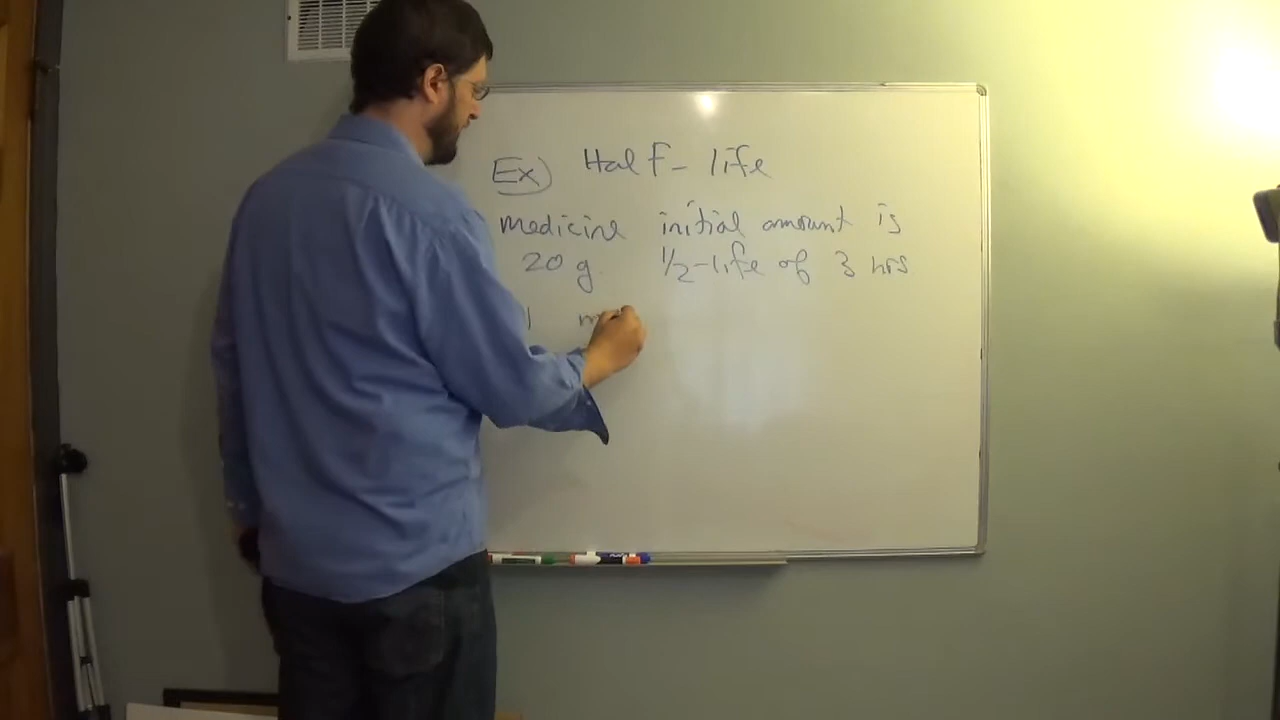 Ex) Half-life
medicine initial amount is
20 g 1/2-life of 3 hrs